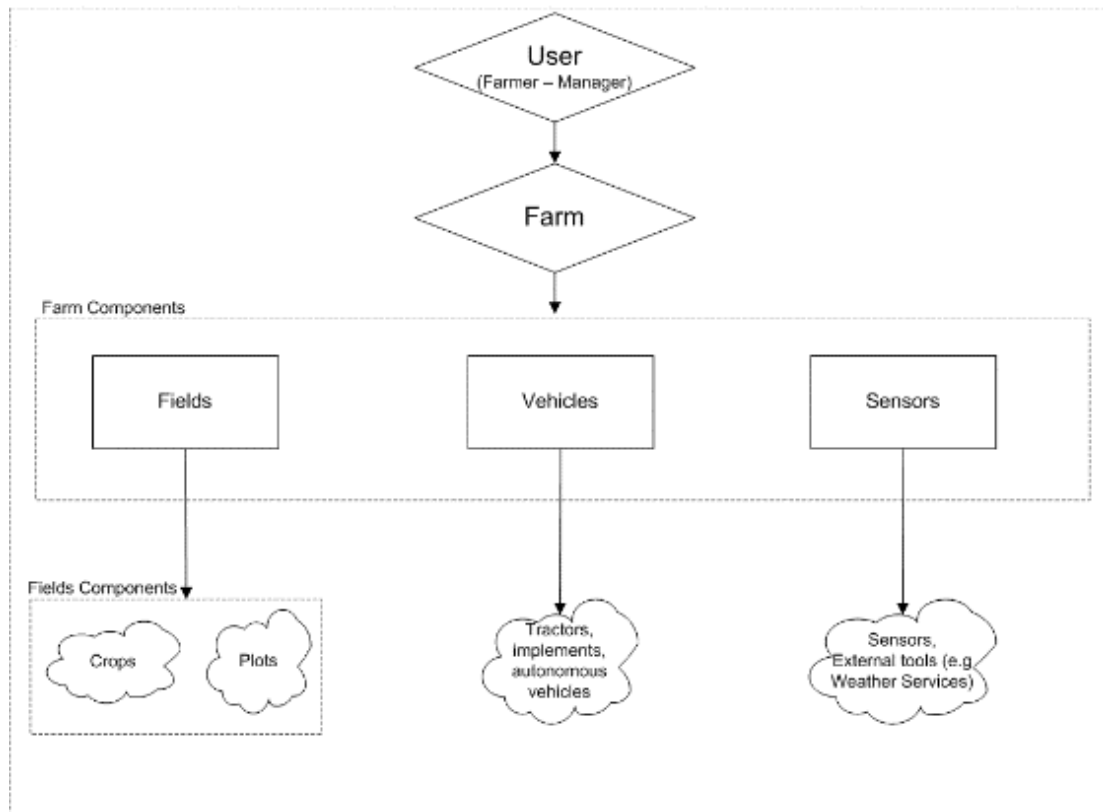 User
(Farmer – Manager)
Farm
Farm Components
Fields
Vehicles
Sensors
Fields Components
Crops
Plots
Tractors,
implements,
autonomous
vehicles
Sensors,
External tools (e.g
Weather Services)